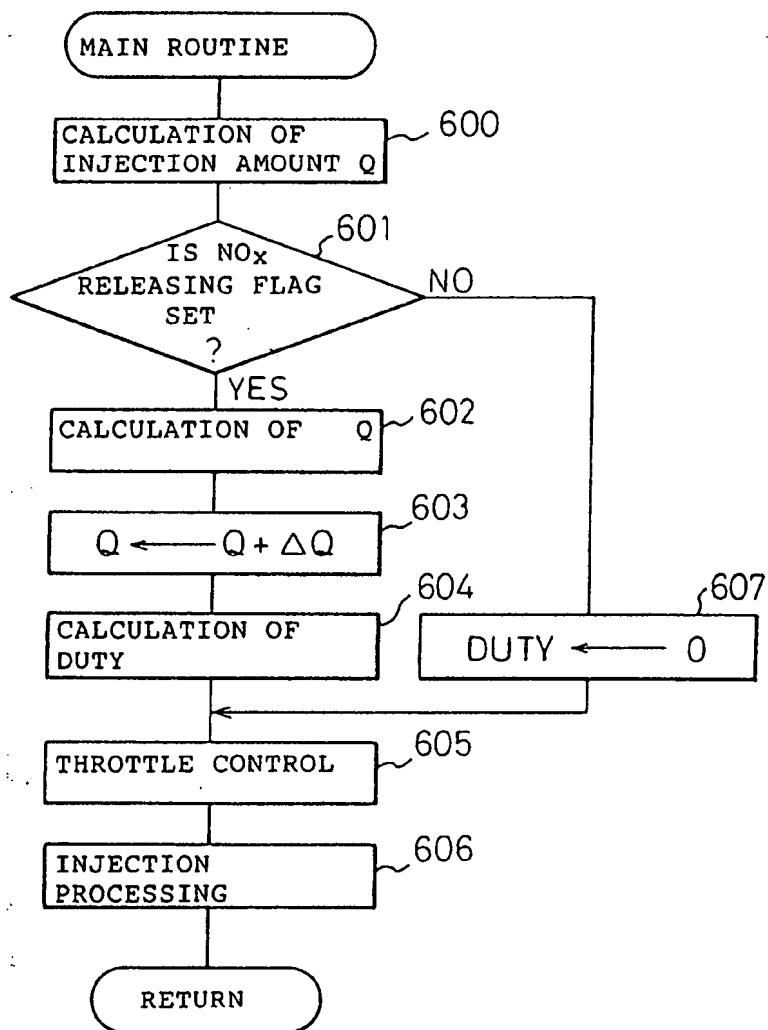 MAIN ROUTINE
CALCULATION OF
INJECTION AMOUNT Q
600
601
IS NOx
RELEASING FLAG
SET
?
NO
YES
CALCULATION OF Q
602
Q ← Q + △Q
603
CALCULATION OF
DUTY
604
DUTY ← 0
607
THROTTLE CONTROL
605
INJECTION
PROCESSING
606
RETURN